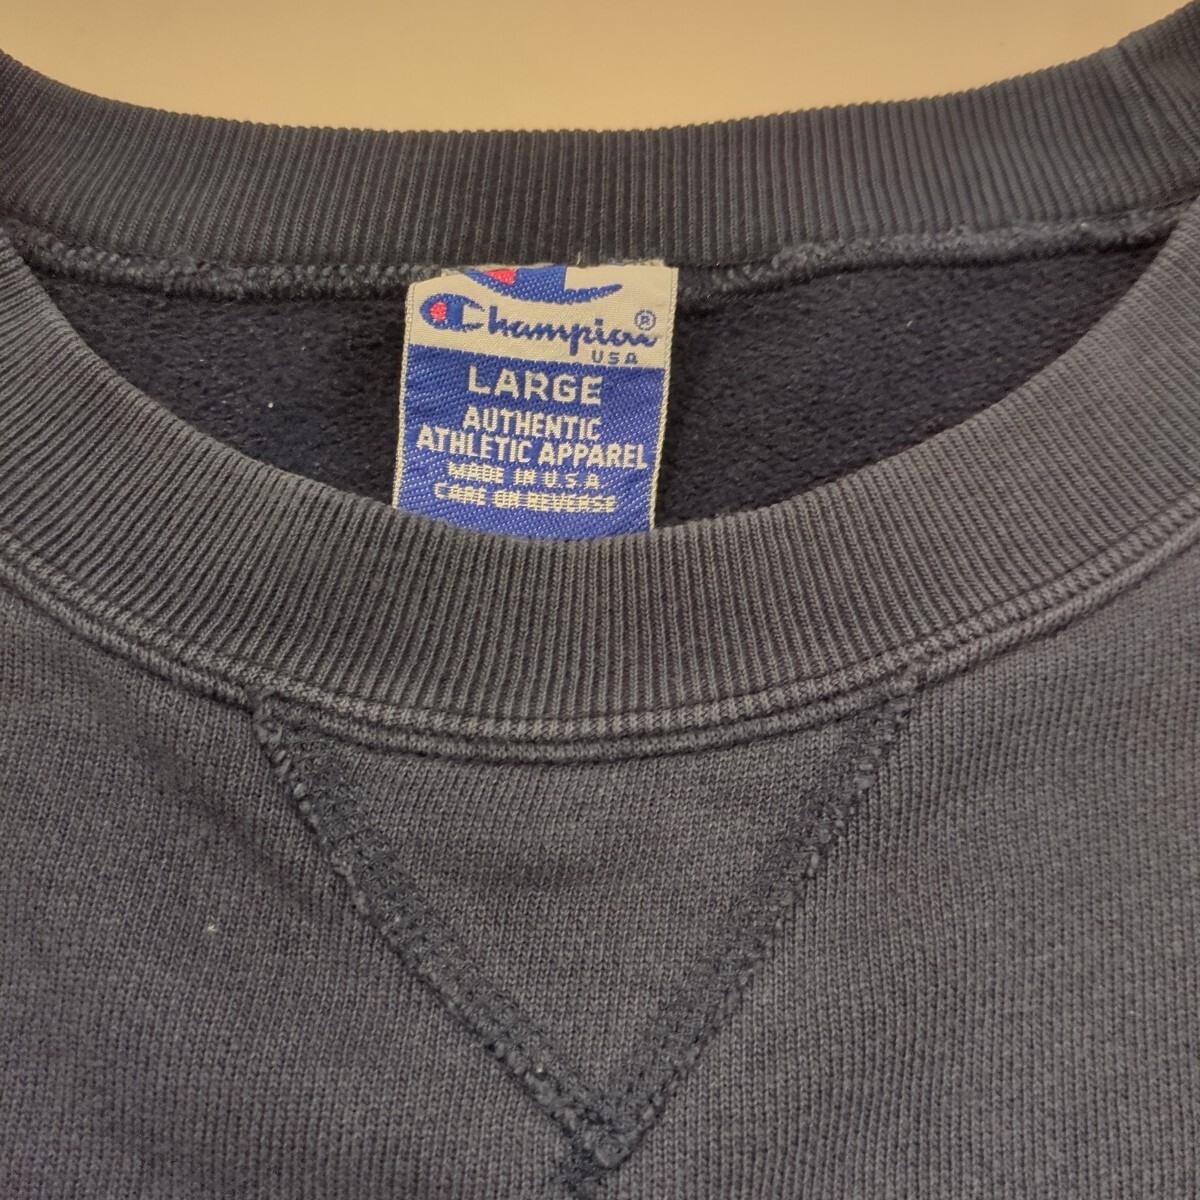 Champion®
USA
LARGE
AUTHENTIC
ATHLETIC APPAREL
MADE IN U.S.A.
CARE ON REVERSE